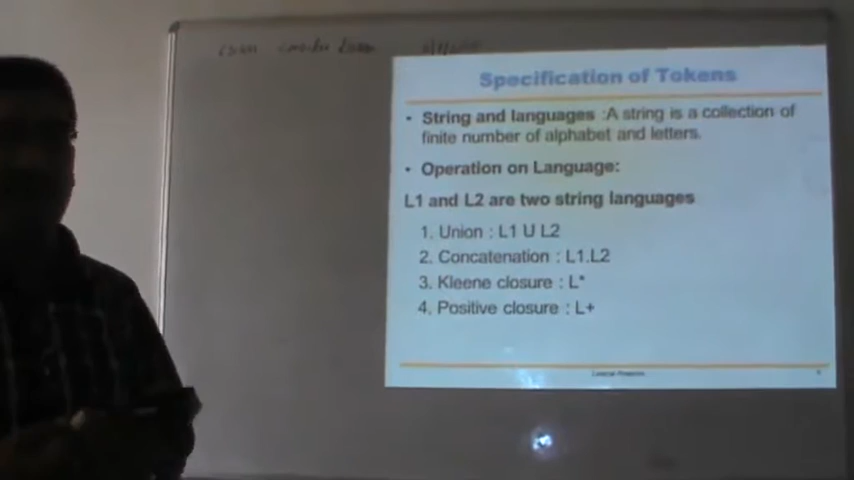 Specification of Tokens
• String and languages :A string is a collection of
finite number of alphabet and letters.
• Operation on Language:
L1 and L2 are two string languages
1. Union : L1 U L2
2. Concatenation : L1.L2
3. Kleene closure : L*
4. Positive closure : L+